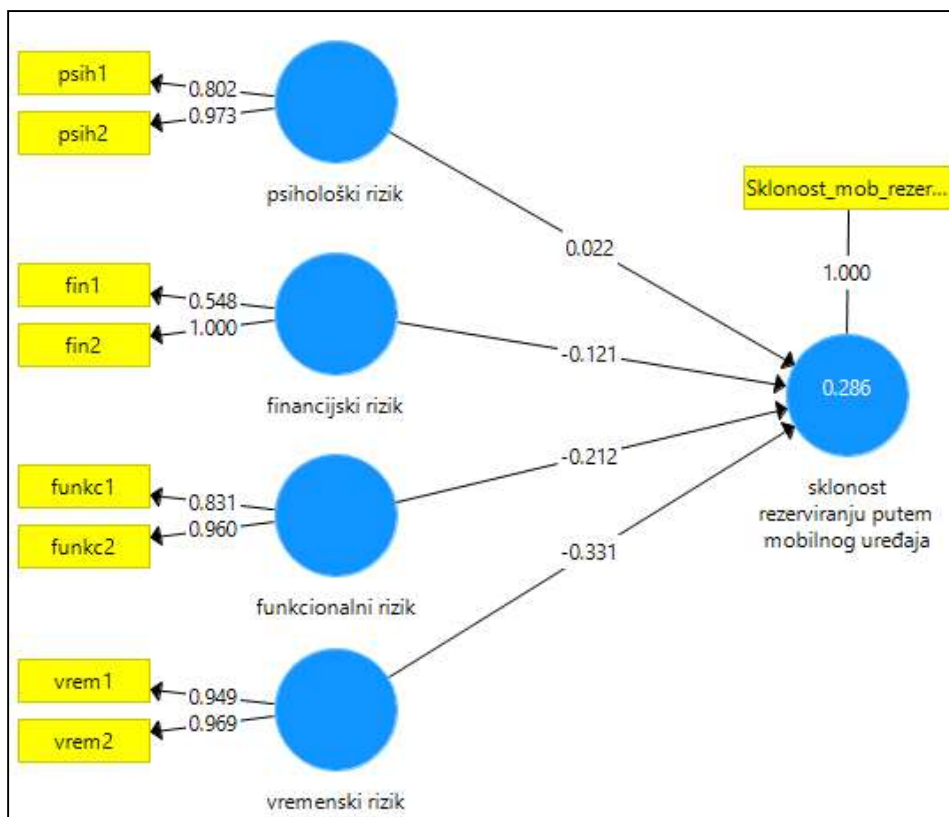 psih1
0.802
psih2
0.973
psihološki rizik
Sklonost_mob_rezer...
1.000
0.022
fin1
0.548
fin2
1.000
financijski rizik
-0.121
0.286
sklonost
rezerviranju putem
mobilnog uređaja
funkc1
0.831
funkc2
0.960
funkcionalni rizik
-0.212
-0.331
vrem1
0.949
vrem2
0.969
vremenski rizik